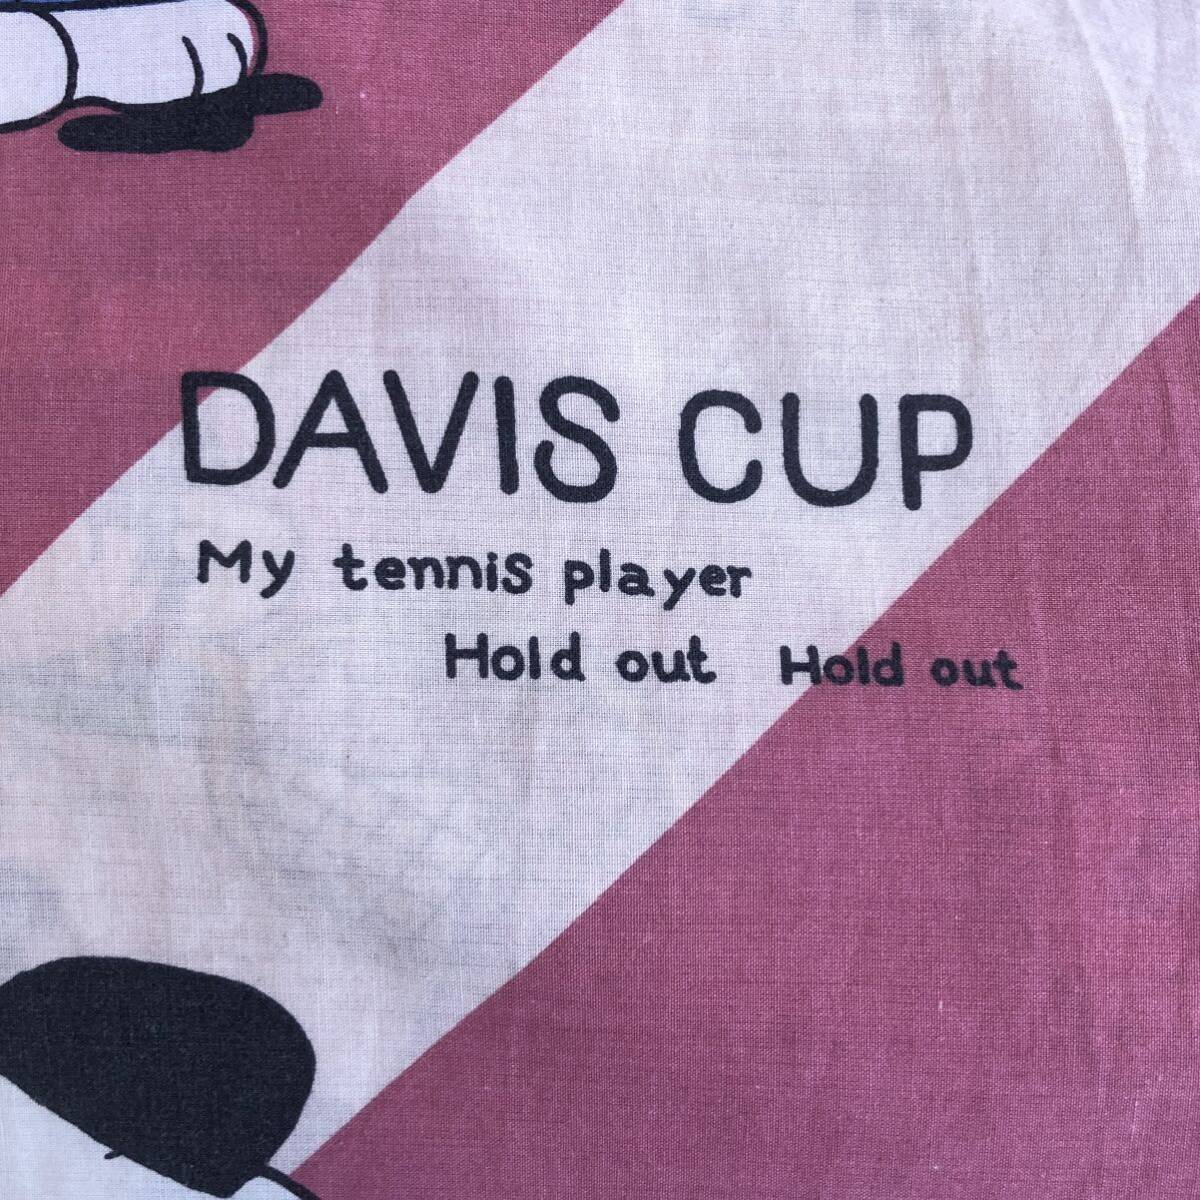 DAVIS CUP
My tennis player
Hold out Hold out